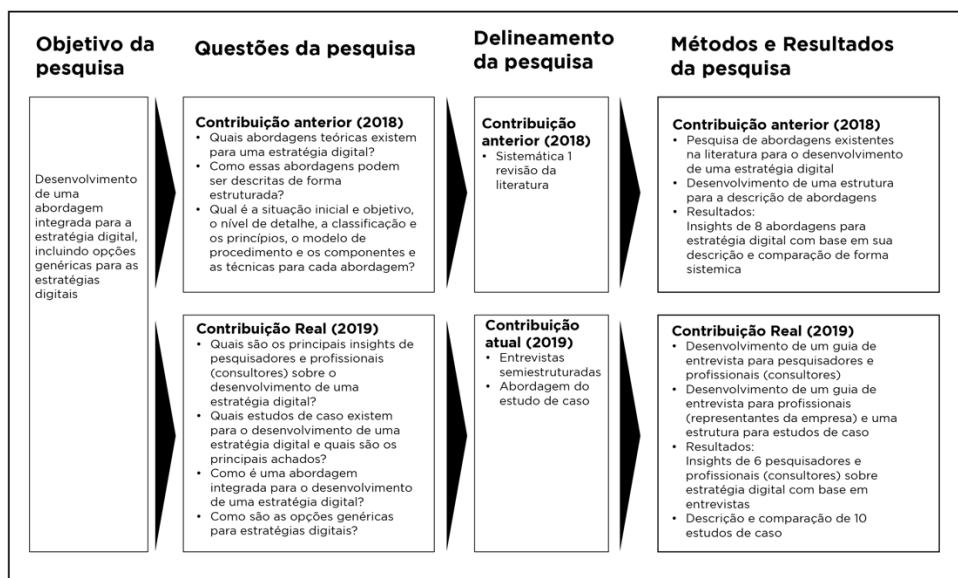 Objetivo da
pesquisa
Questões da pesquisa
Delineamento
da pesquisa
Métodos e Resultados
da pesquisa
Desenvolvimento
de uma
abordagem
integrada para a
estratégia digital,
incluindo opções
genéricas para as
estratégias
digitais
Contribuição anterior (2018)
• Quais abordagens teóricas existem
para uma estratégia digital?
• Como essas abordagens podem
ser descritas de forma
estruturada?
• Qual é a situação inicial e objetivo,
o nível de detalhe, a classificação e
os princípios, o modelo de
procedimento e os componentes e
as técnicas para cada abordagem?
Contribuição
anterior (2018)
• Sistemática 1
revisão da
literatura
Contribuição anterior (2018)
• Pesquisa de abordagens existentes
na literatura para o desenvolvimento
de uma estratégia digital
• Desenvolvimento de uma estrutura
para a descrição de abordagens
• Resultados:
Insights de 8 abordagens para
estratégia digital com base em sua
descrição e comparação de forma
sistemica
Contribuição Real (2019)
• Quais são os principais insights de
pesquisadores e profissionais
(consultores) sobre o
desenvolvimento de uma
estratégia digital?
• Quais estudos de caso existem
para o desenvolvimento de uma
estratégia digital e quais são os
principais achados?
• Como é uma abordagem
integrada para o desenvolvimento
de uma estratégia digital?
• Como são as opções genéricas
para estratégias digitais?
Contribuição
atual (2019)
• Entrevistas
semiestruturadas
• Abordagem do
estudo de caso
Contribuição Real (2019)
• Desenvolvimento de um guia de
entrevista para pesquisadores e
profissionais (consultores)
• Desenvolvimento de um guia de
entrevista para profissionais
(representantes da empresa) e uma
estrutura para estudos de caso
• Resultados:
Insights de 6 pesquisadores e
profissionais (consultores) sobre
estratégia digital com base em
entrevistas
• Descrição e comparação de 10
estudos de caso